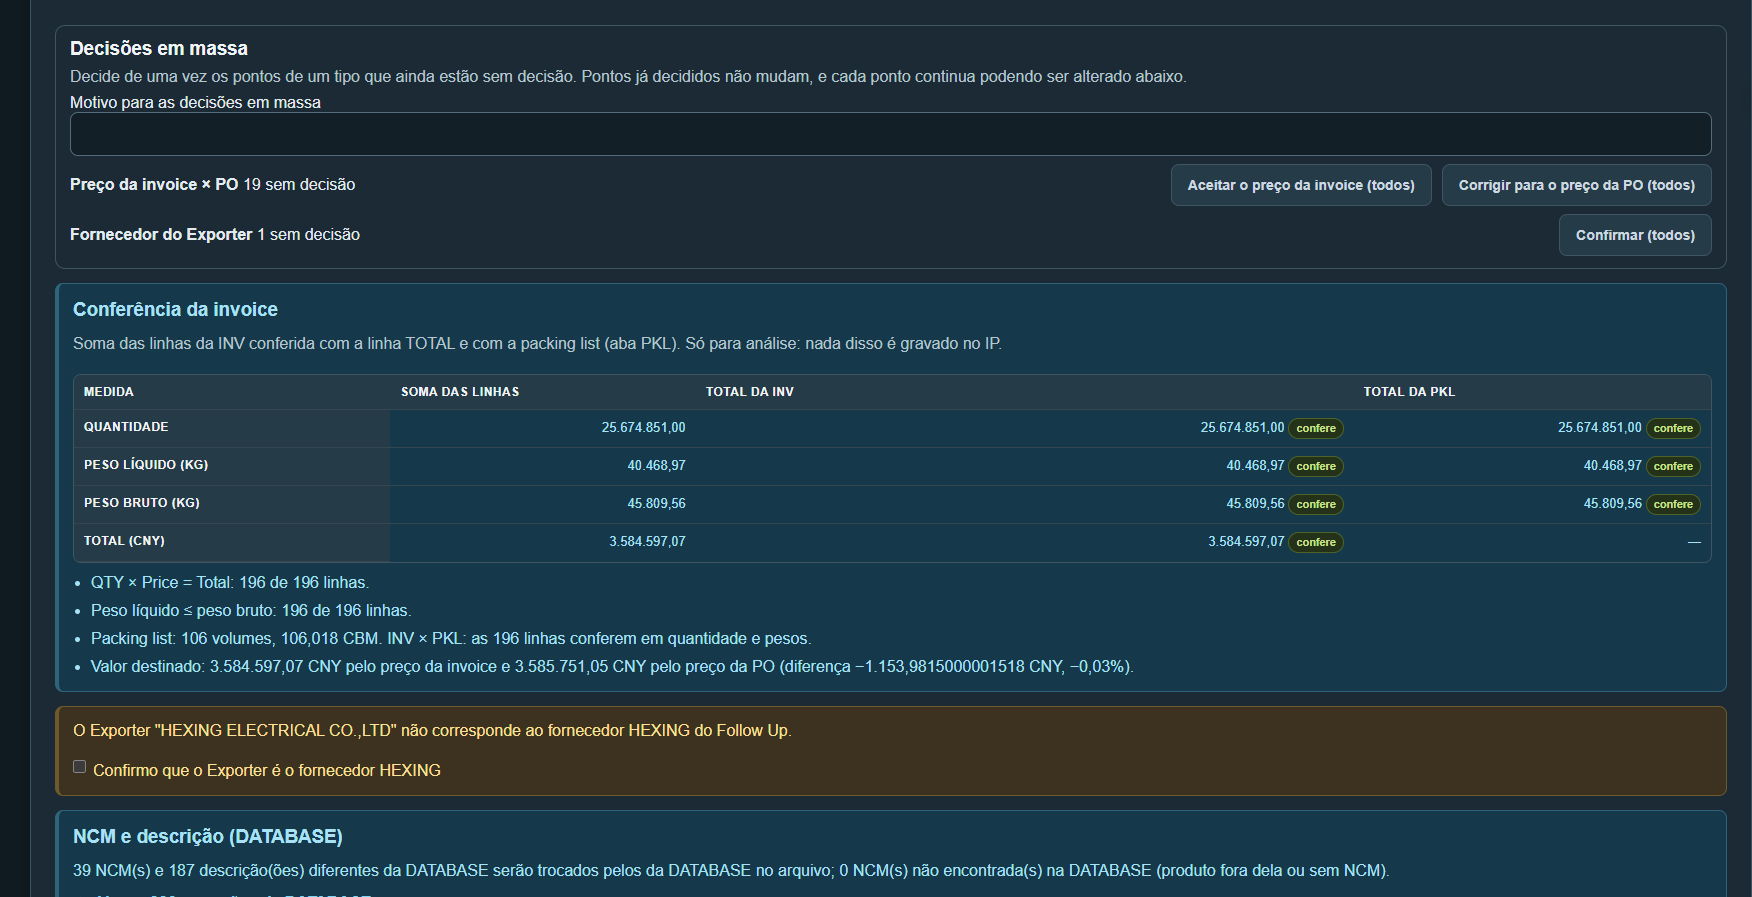 Decisões em massa
Decide de uma vez os pontos de um tipo que ainda estão sem decisão. Pontos já decididos não mudam, e cada ponto continua podendo ser alterado abaixo.
Motivo para as decisões em massa
Preço da invoice × PO 19 sem decisão
Aceitar o preço da invoice (todos)
Corrigir para o preço da PO (todos)
Fornecedor do Exporter 1 sem decisão
Confirmar (todos)
Conferência da invoice
Soma das linhas da INV conferida com a linha TOTAL e com a packing list (aba PKL). Só para análise: nada disso é gravado no IP.
MEDIDA SOMA DAS LINHAS TOTAL DA INV TOTAL DA PKL
QUANTIDADE 25.674.851,00 25.674.851,00 confere 25.674.851,00 confere
PESO LÍQUIDO (KG) 40.468,97 40.468,97 confere 40.468,97 confere
PESO BRUTO (KG) 45.809,56 45.809,56 confere 45.809,56 confere
TOTAL (CNY) 3.584.597,07 3.584.597,07 confere —
• QTY × Price = Total: 196 de 196 linhas.
• Peso líquido ≤ peso bruto: 196 de 196 linhas.
• Packing list: 106 volumes, 106,018 CBM. INV × PKL: as 196 linhas conferem em quantidade e pesos.
• Valor destinado: 3.584.597,07 CNY pelo preço da invoice e 3.585.751,05 CNY pelo preço da PO (diferença −1.153,9815000001518 CNY, −0,03%).
O Exporter "HEXING ELECTRICAL CO.,LTD" não corresponde ao fornecedor HEXING do Follow Up.
Confirmo que o Exporter é o fornecedor HEXING
NCM e descrição (DATABASE)
39 NCM(s) e 187 descrição(ões) diferentes da DATABASE serão trocados pelos da DATABASE no arquivo; 0 NCM(s) não encontrada(s) na DATABASE (produto fora dela ou sem NCM).